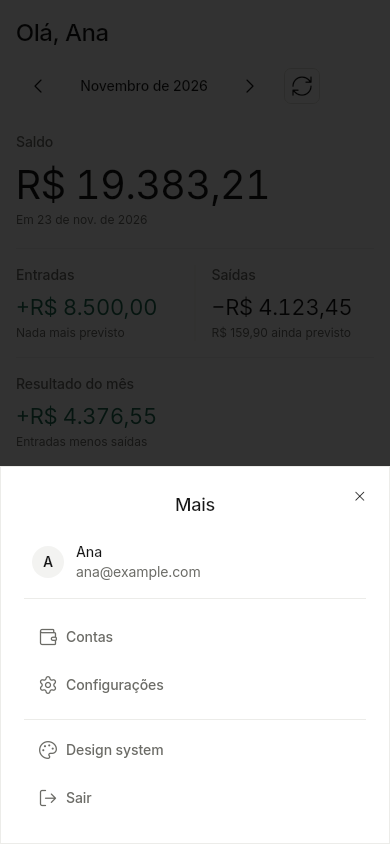 Olá, Ana
Novembro de 2026
Saldo
R$ 19.383,21
Em 23 de nov. de 2026
Entradas
+R$ 8.500,00
Nada mais previsto
Saídas
−R$ 4.123,45
R$ 159,90 ainda previsto
Resultado do mês
+R$ 4.376,55
Entradas menos saídas
Mais
A
Ana
ana@example.com
Contas
Configurações
Design system
Sair